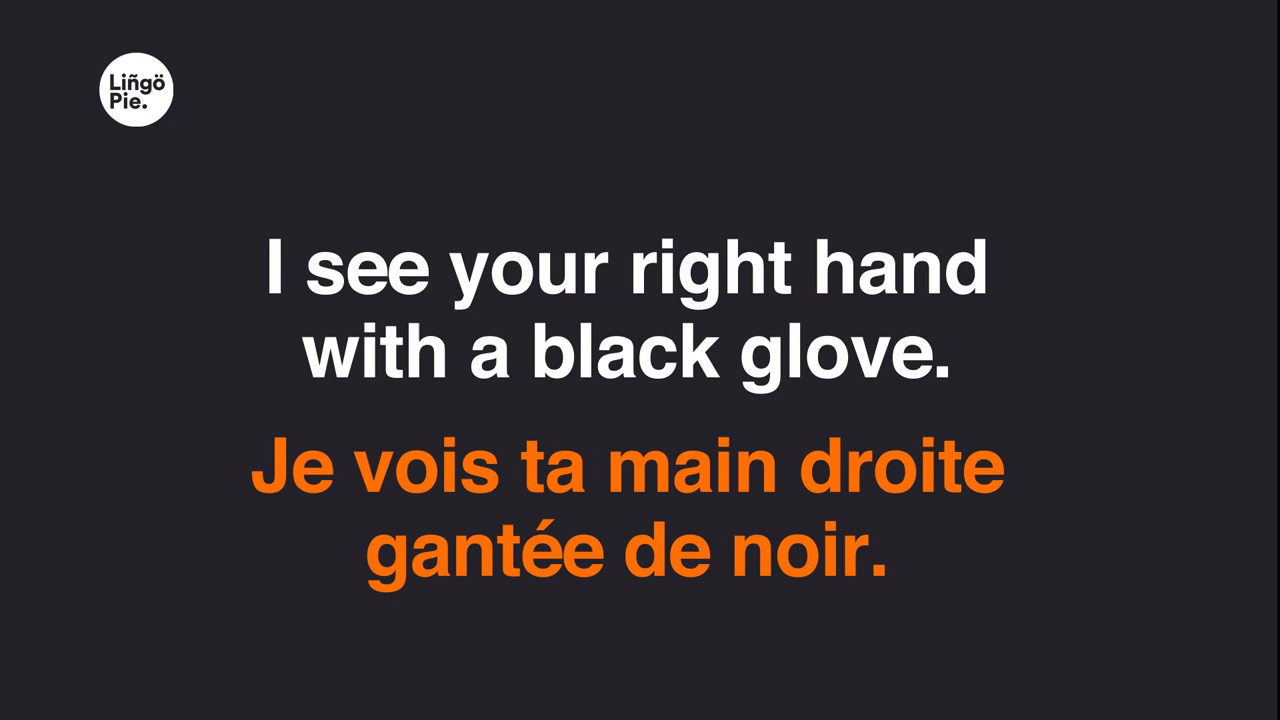 Liñgö
Pie.
I see your right hand
with a black glove.
Je vois ta main droite
gantée de noir.